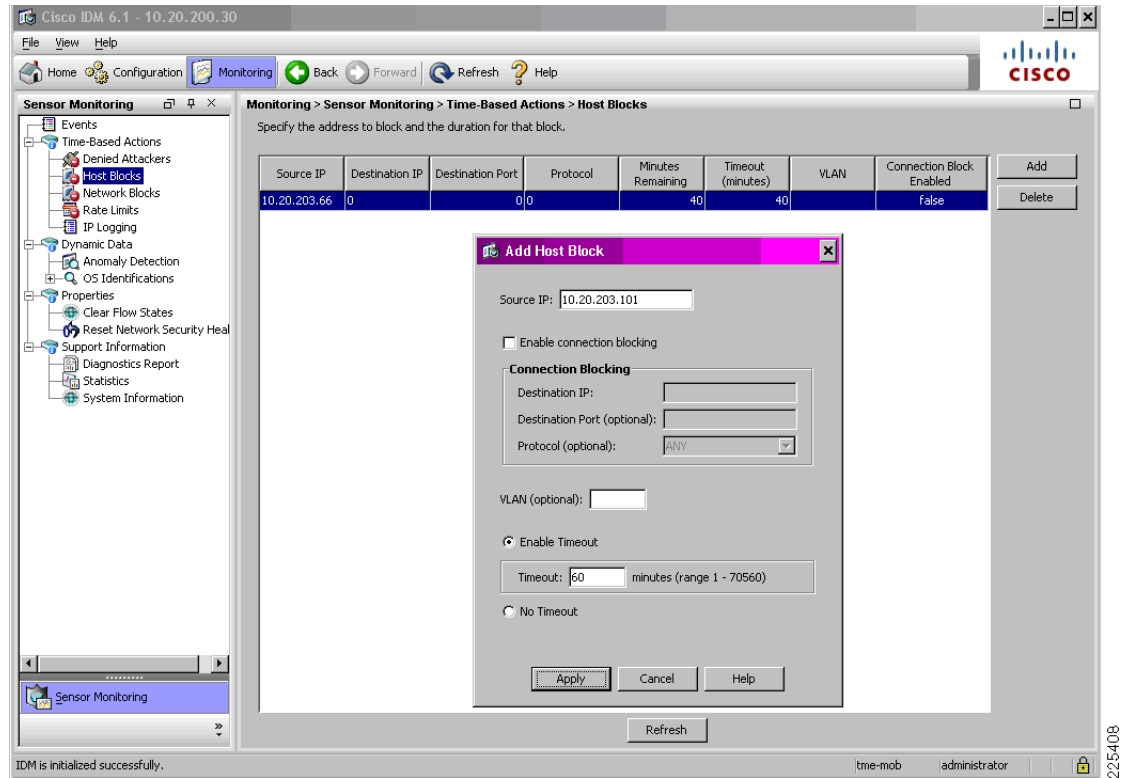 Cisco IDM 6.1 - 10.20.200.30
File View Help
Home Configuration Monitoring Back Forward Refresh Help
CISCO
Sensor Monitoring
Events
Time-Based Actions
Denied Attackers
Host Blocks
Network Blocks
Rate Limits
IP Logging
Dynamic Data
Anomaly Detection
OS Identifications
Properties
Clear Flow States
Reset Network Security Heal
Support Information
Diagnostics Report
Statistics
System Information
Sensor Monitoring
Monitoring > Sensor Monitoring > Time-Based Actions > Host Blocks
Specify the address to block and the duration for that block.
Source IP Destination IP Destination Port Protocol Minutes Remaining Timeout (minutes) VLAN Connection Block Enabled
10.20.203.66 0 0 0 40 40 false
Add
Delete
Add Host Block
Source IP: 10.20.203.101
Enable connection blocking
Connection Blocking
Destination IP:
Destination Port (optional):
Protocol (optional): ANY
VLAN (optional):
Enable Timeout
Timeout: 60 minutes (range 1 - 70560)
No Timeout
Apply Cancel Help
Refresh
IDM is initialized successfully. tme-mob administrator
225408